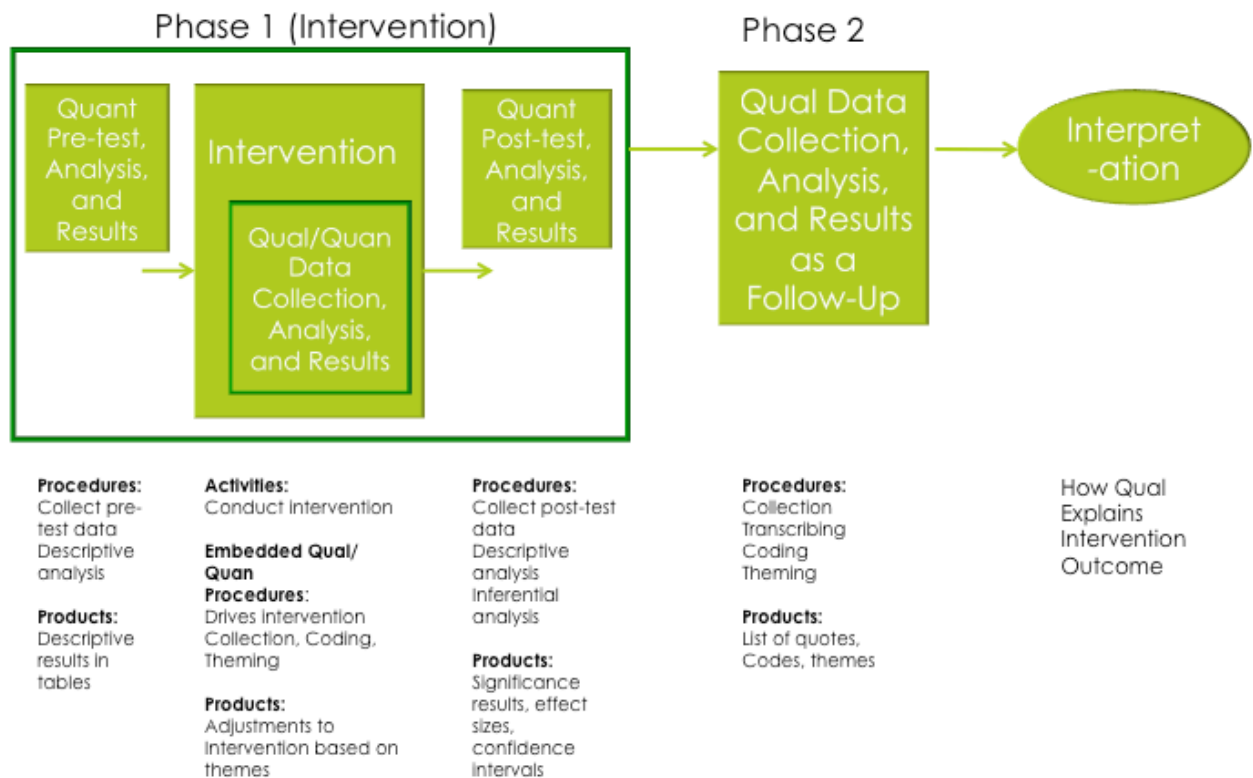 Phase 1 (Intervention)
Phase 2
Quant
Pre-test,
Analysis,
and
Results
Intervention
Qual/Quan
Data
Collection,
Analysis,
and Results
Quant
Post-test,
Analysis,
and
Results
Qual Data
Collection,
Analysis,
and Results
as a
Follow-Up
Interpret
-ation
Procedures:
Collect pre-
test data
Descriptive
analysis
Products:
Descriptive
results in
tables
Activities:
Conduct intervention
Embedded Qual/
Quan
Procedures:
Drives intervention
Collection, Coding,
Theming
Products:
Adjustments to
Intervention based on
themes
Procedures:
Collect post-test
data
Descriptive
analysis
Inferential
analysis
Products:
Significance
results, effect
sizes,
confidence
intervals
Procedures:
Collection
Transcribing
Coding
Theming
Products:
List of quotes,
Codes, themes
How Qual
Explains
Intervention
Outcome